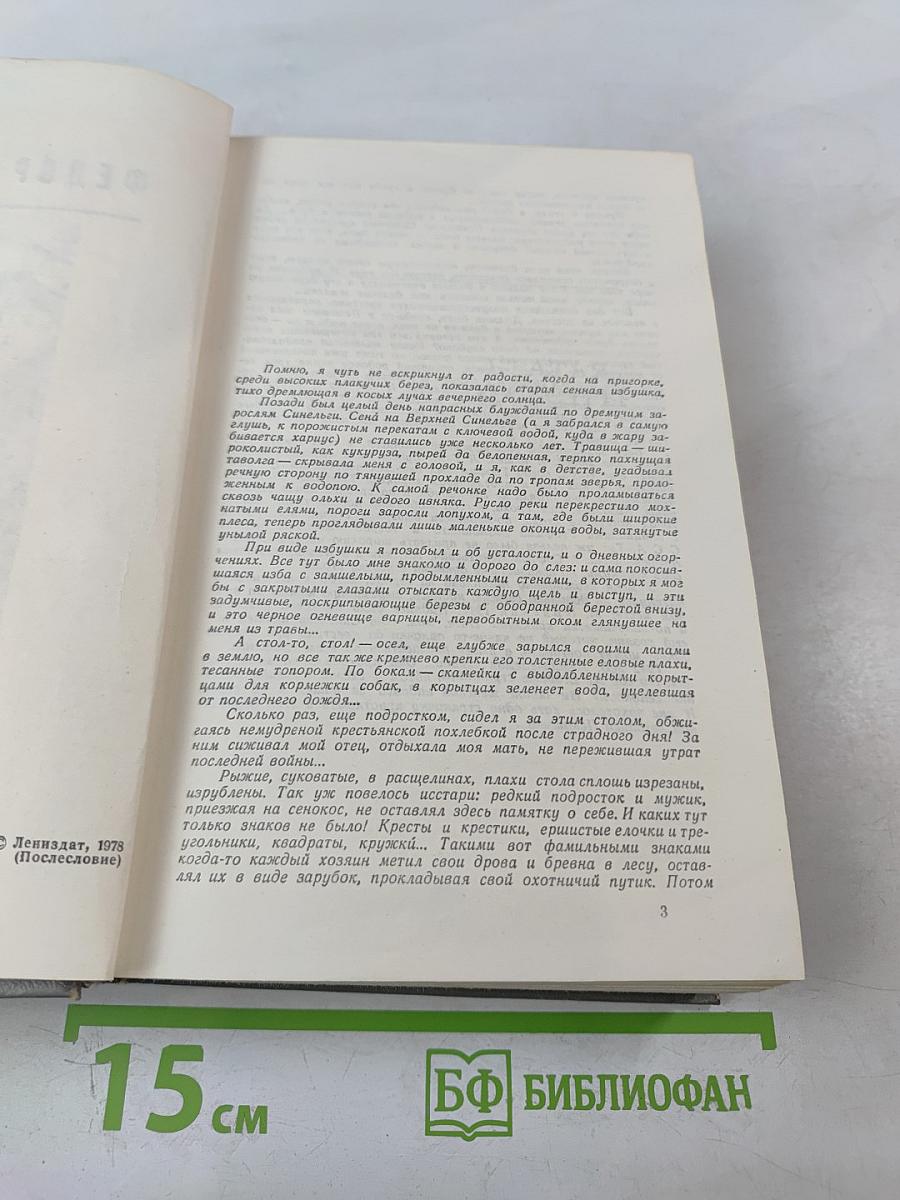 © Лениздат, 1978
(Послесловие)
Помню, я чуть не вскрикнул от радости, когда на пригорке,
среди высоких плакучих берез, показалась старая сенная избушка,
тихо дремлющая в косых лучах вечернего солнца.
Позади был целый день напрасных блужданий по дремучим за-
рослям Синельги. Сена́ на Верхней Синельге (а я забрался в самую
глушь, к порожистым перекатам с ключевой водой, куда в жару за-
бивается хариус) не ставились уже несколько лет. Травища — ши-
роколистый, как кукуруза, пырей да белопенная, терпко пахнущая
таволга — скрывала меня с головой, и я, как в детстве, угадывал
речную сторону по тянувшей прохладе да по тропам зверья, проло-
женным к водопою. К самой речонке надо было проламываться
сквозь чащу ольхи и седого ивняка. Русло реки перекрестило мох-
натыми елями, пороги заросли лопухом, а там, где были широкие
плеса, теперь проглядывали лишь маленькие оконца воды, затянутые
унылой ряской.
При виде избушки я позабыл и об усталости, и о дневных огор-
чениях. Все тут было мне знакомо и дорого до слез: и сама покосив-
шаяся изба с замшелыми, продымленными стенами, в которых я мог
бы с закрытыми глазами отыскать каждую щель и выступ, и эти
задумчивые, поскрипывающие березы с ободранной берестой внизу,
и это черное огневище варницы, первобытным оком глянувшее на
меня из травы...
А стол-то, стол! — осел, еще глубже зарылся своими лапами
в землю, но все так же кремнево крепки его толстенные еловые плахи,
тесанные топором. По бокам — скамейки с выдолбленными корыт-
цами для кормежки собак, в корытцах зеленеет вода, уцелевшая
от последнего дождя...
Сколько раз, еще подростком, сидел я за этим столом, обжи-
гаясь немудреной крестьянской похлебкой после страдного дня! За
ним сиживал мой отец, отдыхала моя мать, не пережившая утрат
последней войны...
Рыжие, суковатые, в расщелинах, плахи стола сплошь изрезаны,
изрублены. Так уж повелось исстари: редкий подросток и мужик,
приезжая на сенокос, не оставлял здесь памятку о себе. И каких тут
только знаков не было! Кресты и крестики, ершистые елочки и тре-
угольники, квадраты, кружки́... Такими вот фамильными знаками
когда-то каждый хозяин метил свои дрова и бревна в лесу, остав-
лял их в виде зарубок, прокладывая свой охотничий путик. Потом
3
15 см
БФ БИБЛИОФАН